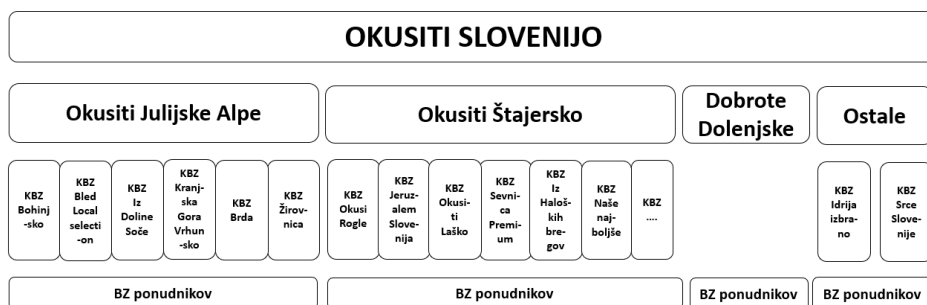 OKUSITI SLOVENIJO
Okusiti Julijske Alpe
Okusiti Štajersko
Dobrote
Dolenjske
Ostale
KBZ
Bohinj
-sko
KBZ
Bled
Local
selecti
-on
KBZ
Iz
Doline
Soče
KBZ
Kranj-
ska
Gora
Vrhun
-sko
KBZ
Brda
KBZ
Žirov-
nica
KBZ
Okusi
Rogle
KBZ
Jeruz-
alem
Slove-
nija
KBZ
Okusi-
ti
Laško
KBZ
Sevni-
ca
Premi-
um
KBZ
Iz
Haloš-
kih
bre-
gov
KBZ
Naše
naj-
boljše
KBZ
....
KBZ
Idrija
izbra-
no
KBZ
Srce
Slove-
nije
BZ ponudnikov
BZ ponudnikov
BZ ponudnikov
BZ ponudnikov